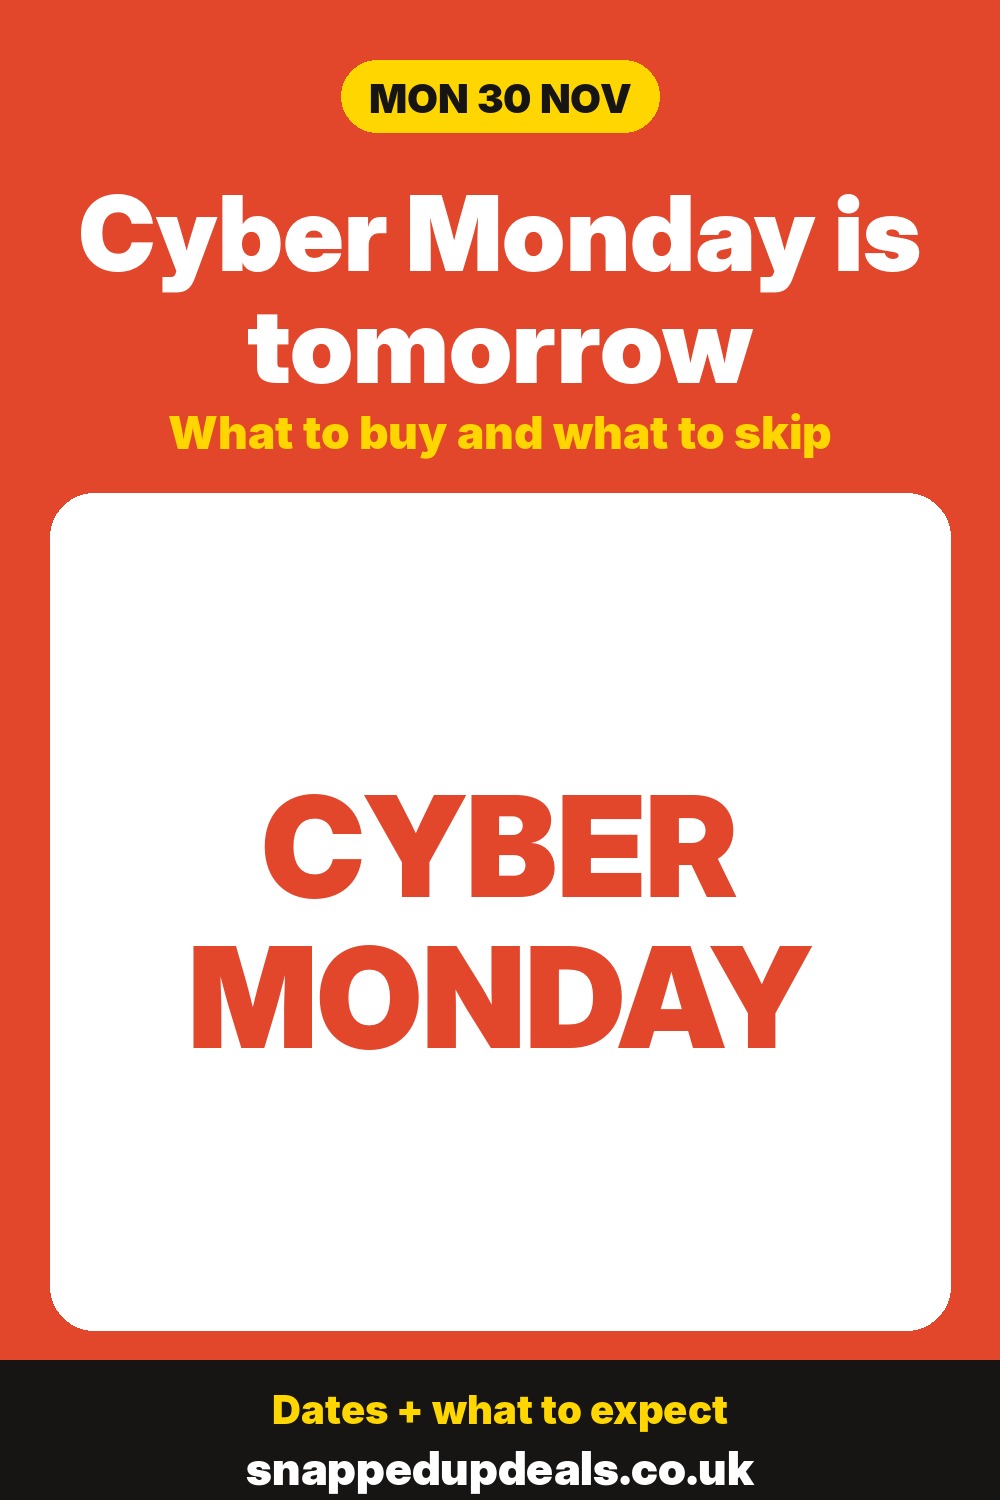 MON 30 NOV
Cyber Monday is
tomorrow
What to buy and what to skip
CYBER
MONDAY
Dates + what to expect
snappedupdeals.co.uk